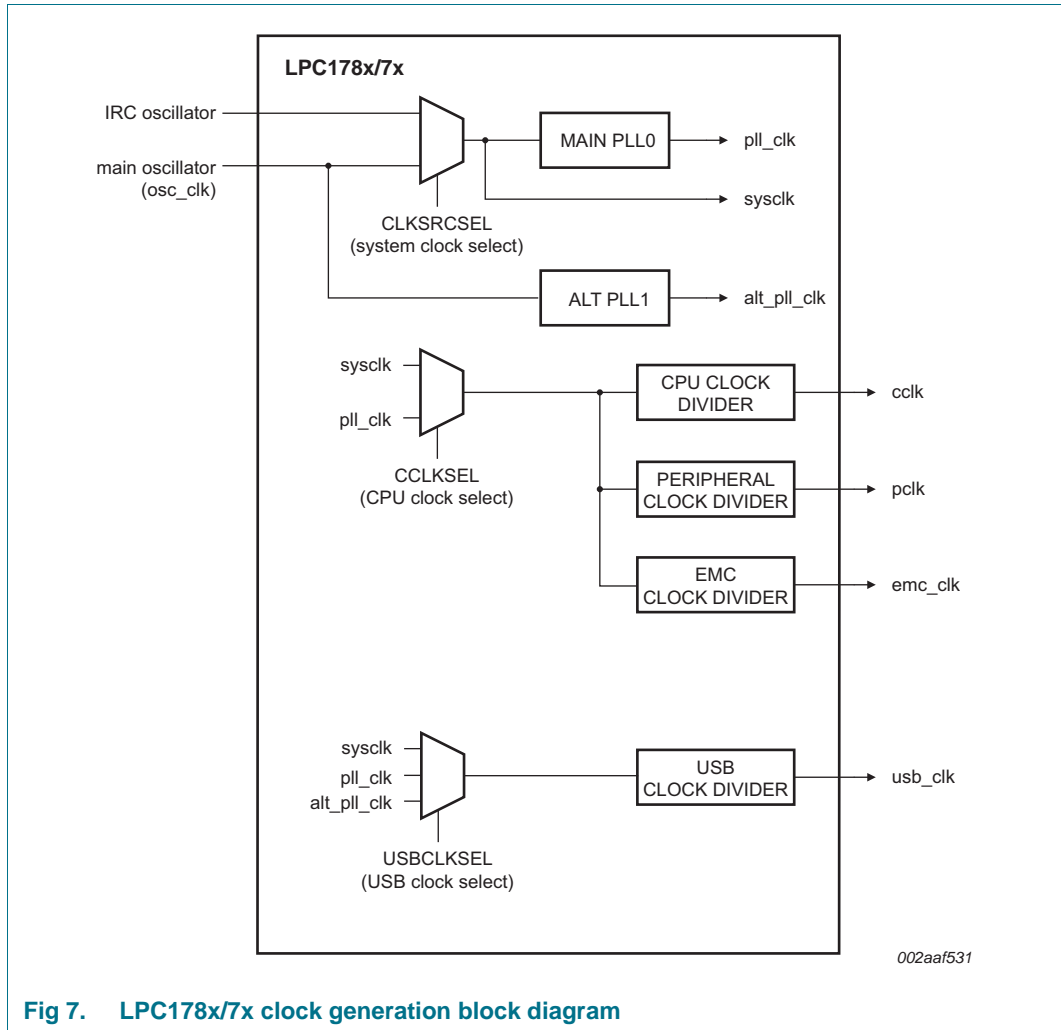 LPC178x/7x
IRC oscillator
MAIN PLL0
pll_clk
main oscillator
(osc_clk)
sysclk
CLKSRCSEL
(system clock select)
ALT PLL1
alt_pll_clk
sysclk
pll_clk
CPU CLOCK
DIVIDER
cclk
CCLKSEL
(CPU clock select)
PERIPHERAL
CLOCK DIVIDER
pclk
EMC
CLOCK DIVIDER
emc_clk
sysclk
pll_clk
alt_pll_clk
USB
CLOCK DIVIDER
usb_clk
USBCLKSEL
(USB clock select)
002aaf531
Fig 7. LPC178x/7x clock generation block diagram